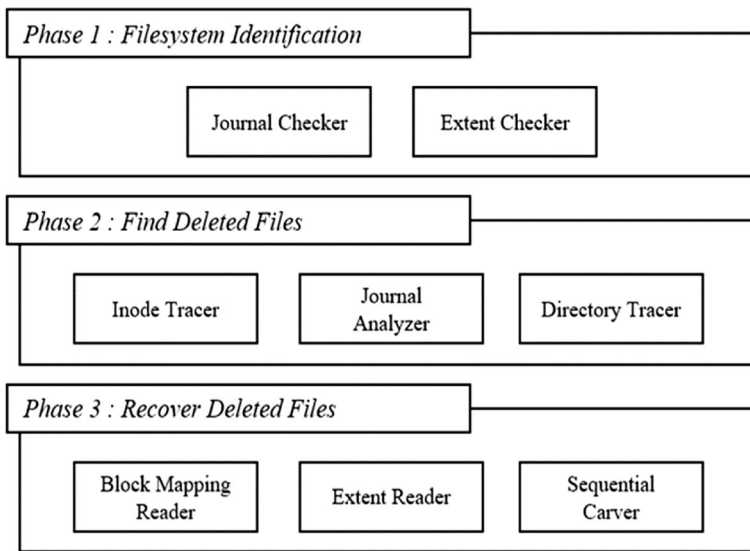 Phase 1 : Filesystem Identification
Journal Checker
Extent Checker
Phase 2 : Find Deleted Files
Inode Tracer
Journal
Analyzer
Directory Tracer
Phase 3 : Recover Deleted Files
Block Mapping
Reader
Extent Reader
Sequential
Carver